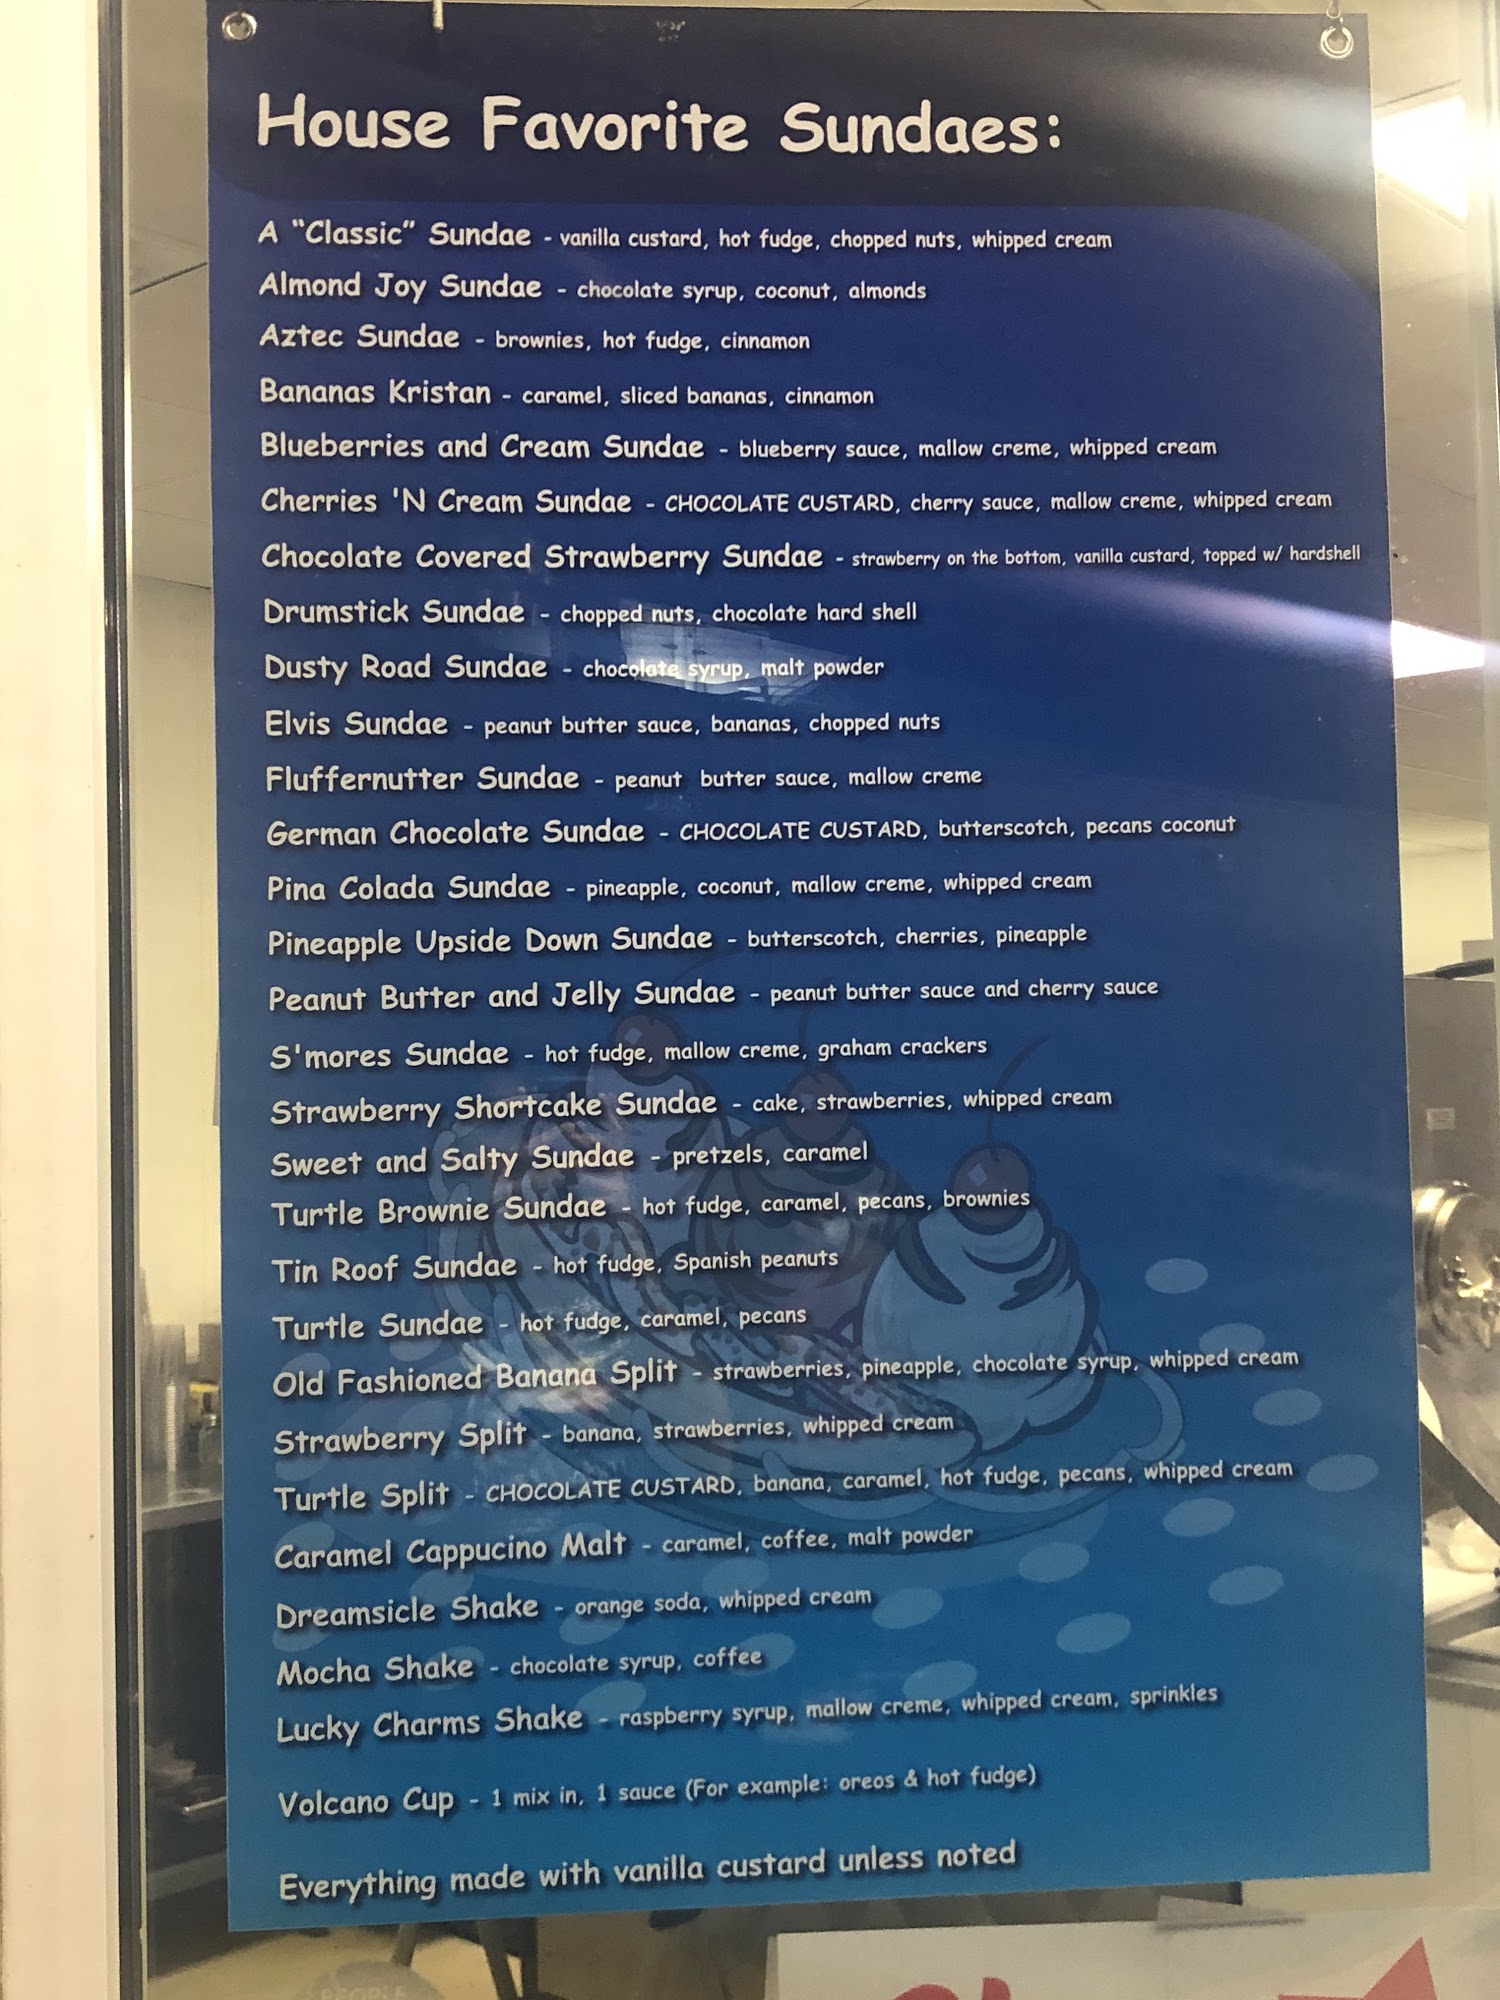 House Favorite Sundaes:
A "Classic" Sundae - vanilla custard, hot fudge, chopped nuts, whipped cream
Almond Joy Sundae - chocolate syrup, coconut, almonds
Aztec Sundae - brownies, hot fudge, cinnamon
Bananas Kristan - caramel, sliced bananas, cinnamon
Blueberries and Cream Sundae - blueberry sauce, mallow creme, whipped cream
Cherries 'N Cream Sundae - CHOCOLATE CUSTARD, cherry sauce, mallow creme, whipped cream
Chocolate Covered Strawberry Sundae - strawberry on the bottom, vanilla custard, topped w/ hardshell
Drumstick Sundae - chopped nuts, chocolate hard shell
Dusty Road Sundae - chocolate syrup, malt powder
Elvis Sundae - peanut butter sauce, bananas, chopped nuts
Fluffernutter Sundae - peanut butter sauce, mallow creme
German Chocolate Sundae - CHOCOLATE CUSTARD, butterscotch, pecans coconut
Pina Colada Sundae - pineapple, coconut, mallow creme, whipped cream
Pineapple Upside Down Sundae - butterscotch, cherries, pineapple
Peanut Butter and Jelly Sundae - peanut butter sauce and cherry sauce
S'mores Sundae - hot fudge, mallow creme, graham crackers
Strawberry Shortcake Sundae - cake, strawberries, whipped cream
Sweet and Salty Sundae - pretzels, caramel
Turtle Brownie Sundae - hot fudge, caramel, pecans, brownies
Tin Roof Sundae - hot fudge, Spanish peanuts
Turtle Sundae - hot fudge, caramel, pecans
Old Fashioned Banana Split - strawberries, pineapple, chocolate syrup, whipped cream
Strawberry Split - banana, strawberries, whipped cream
Turtle Split - CHOCOLATE CUSTARD, banana, caramel, hot fudge, pecans, whipped cream
Caramel Cappucino Malt - caramel, coffee, malt powder
Dreamsicle Shake - orange soda, whipped cream
Mocha Shake - chocolate syrup, coffee
Lucky Charms Shake - raspberry syrup, mallow creme, whipped cream, sprinkles
Volcano Cup - 1 mix in, 1 sauce (For example: oreos & hot fudge)
Everything made with vanilla custard unless noted
PEOPLE